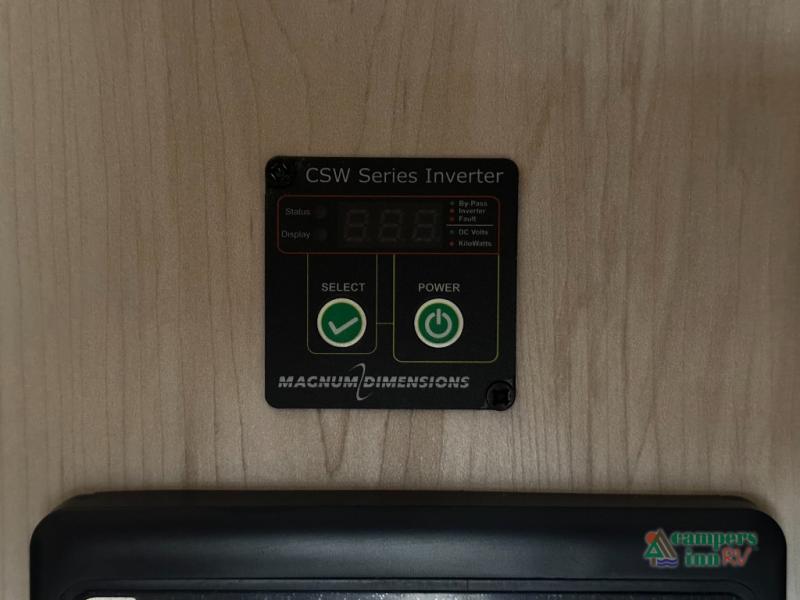 CSW Series Inverter
Status
Display
By-Pass
Inverter
Fault
DC Volts
KiloWatts
SELECT
POWER
MAGNUM DIMENSIONS
campers
inn RV